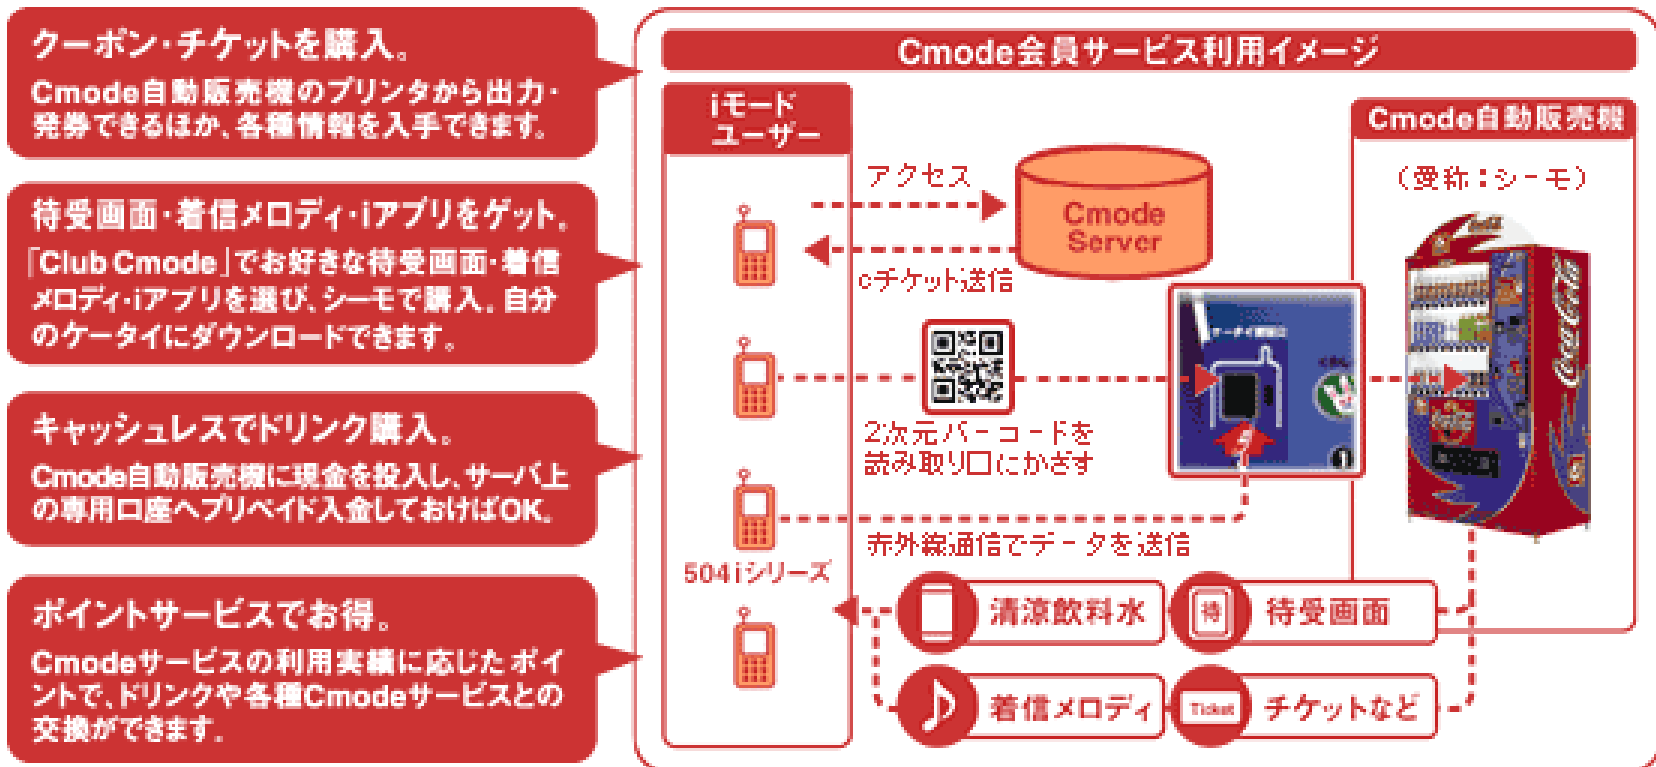 クーポン・チケットを購入。
Cmode自動販売機のプリンタから出力・
発券できるほか、各種情報を入手できます。
待受画面・着信メロディ・iアプリをゲット。
「Club Cmode」でお好きな待受画面・着信
メロディ・iアプリを選び、シーモで購入。自分
のケータイにダウンロードできます。
キャッシュレスでドリンク購入。
Cmode自動販売機に現金を投入し、サーバ上
の専用口座へプリペイド入金しておけばOK。
ポイントサービスでお得。
Cmodeサービスの利用実績に応じたポイ
ントで、ドリンクや各種Cmodeサービスとの
交換ができます。
Cmode会員サービス利用イメージ
iモード
ユーザー
Cmode自動販売機
(愛称：シーモ)
アクセス
Cmode
Server
cチケット送信
2次元バーコードを
読み取り口にかざす
赤外線通信でデータを送信
504iシリーズ
清涼飲料水
待
待受画面
着信メロディ
Ticket
チケットなど
Coca-Cola